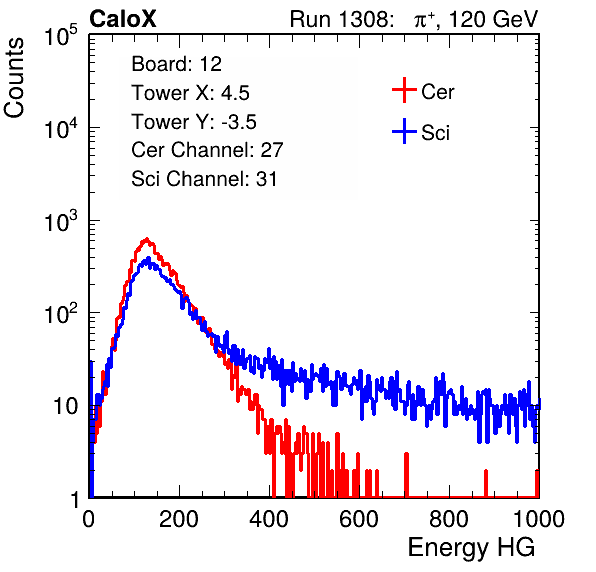 CaloX Run 1308: π⁺, 120 GeV
Counts
Board: 12
Tower X: 4.5
Tower Y: -3.5
Cer Channel: 27
Sci Channel: 31
Cer
Sci
10⁵
10⁴
10³
10²
10
1
0 200 400 600 800 1000
Energy HG